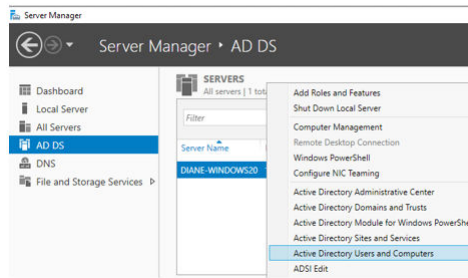 Server Manager
Server Manager • AD DS
Dashboard
Local Server
All Servers
AD DS
DNS
File and Storage Services
SERVERS
All servers | 1 tot
Filter
Server Name
DIANE-WINDOWS20
Add Roles and Features
Shut Down Local Server
Computer Management
Remote Desktop Connection
Windows PowerShell
Configure NIC Teaming
Active Directory Administrative Center
Active Directory Domains and Trusts
Active Directory Module for Windows PowerShe
Active Directory Sites and Services
Active Directory Users and Computers
ADSI Edit